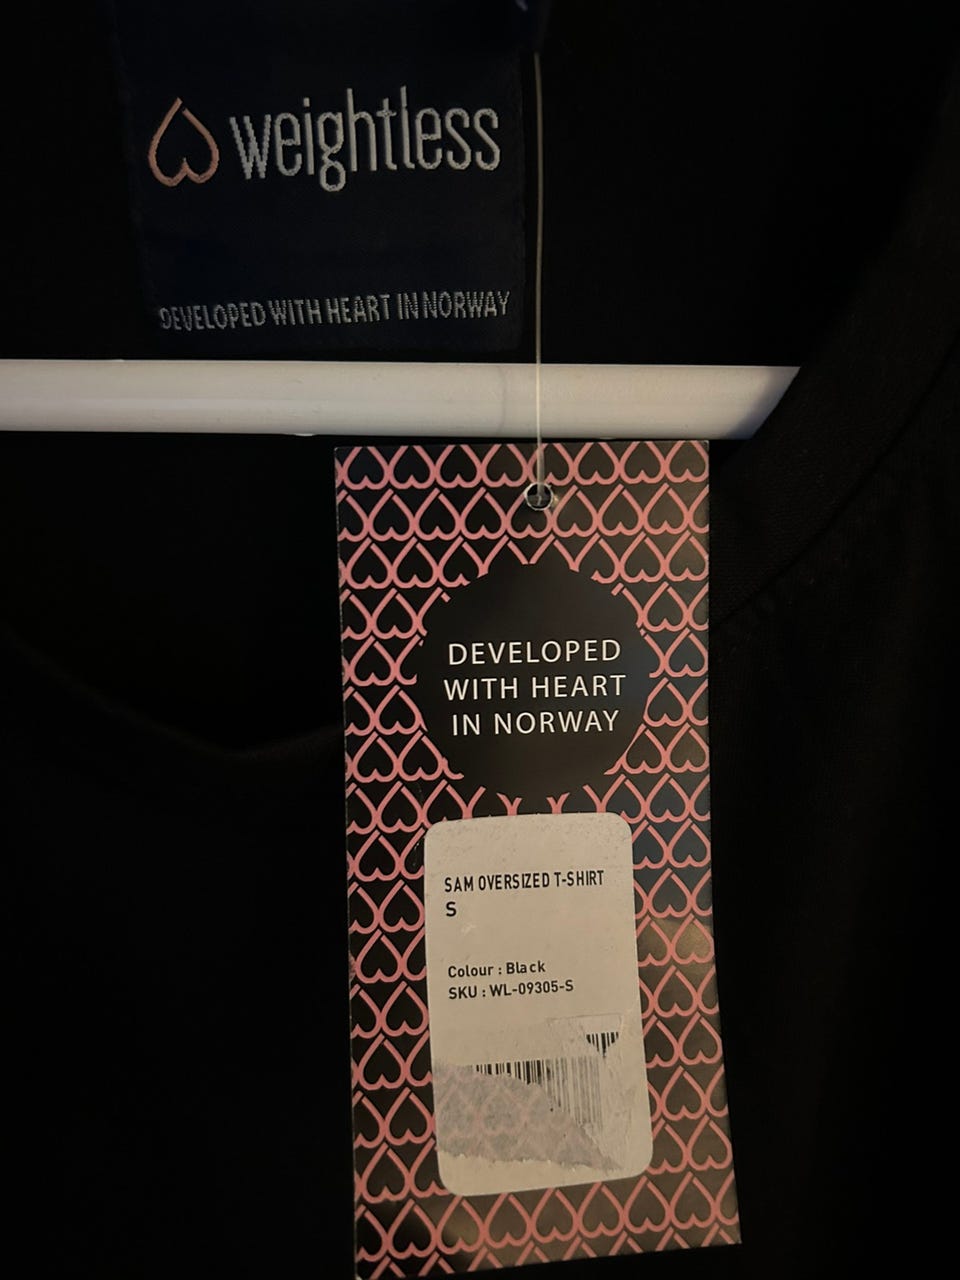 weightless
DEVELOPED WITH HEART IN NORWAY
DEVELOPED
WITH HEART
IN NORWAY
SAM OVERSIZED T-SHIRT
S
Colour : Black
SKU : WL-09305-S